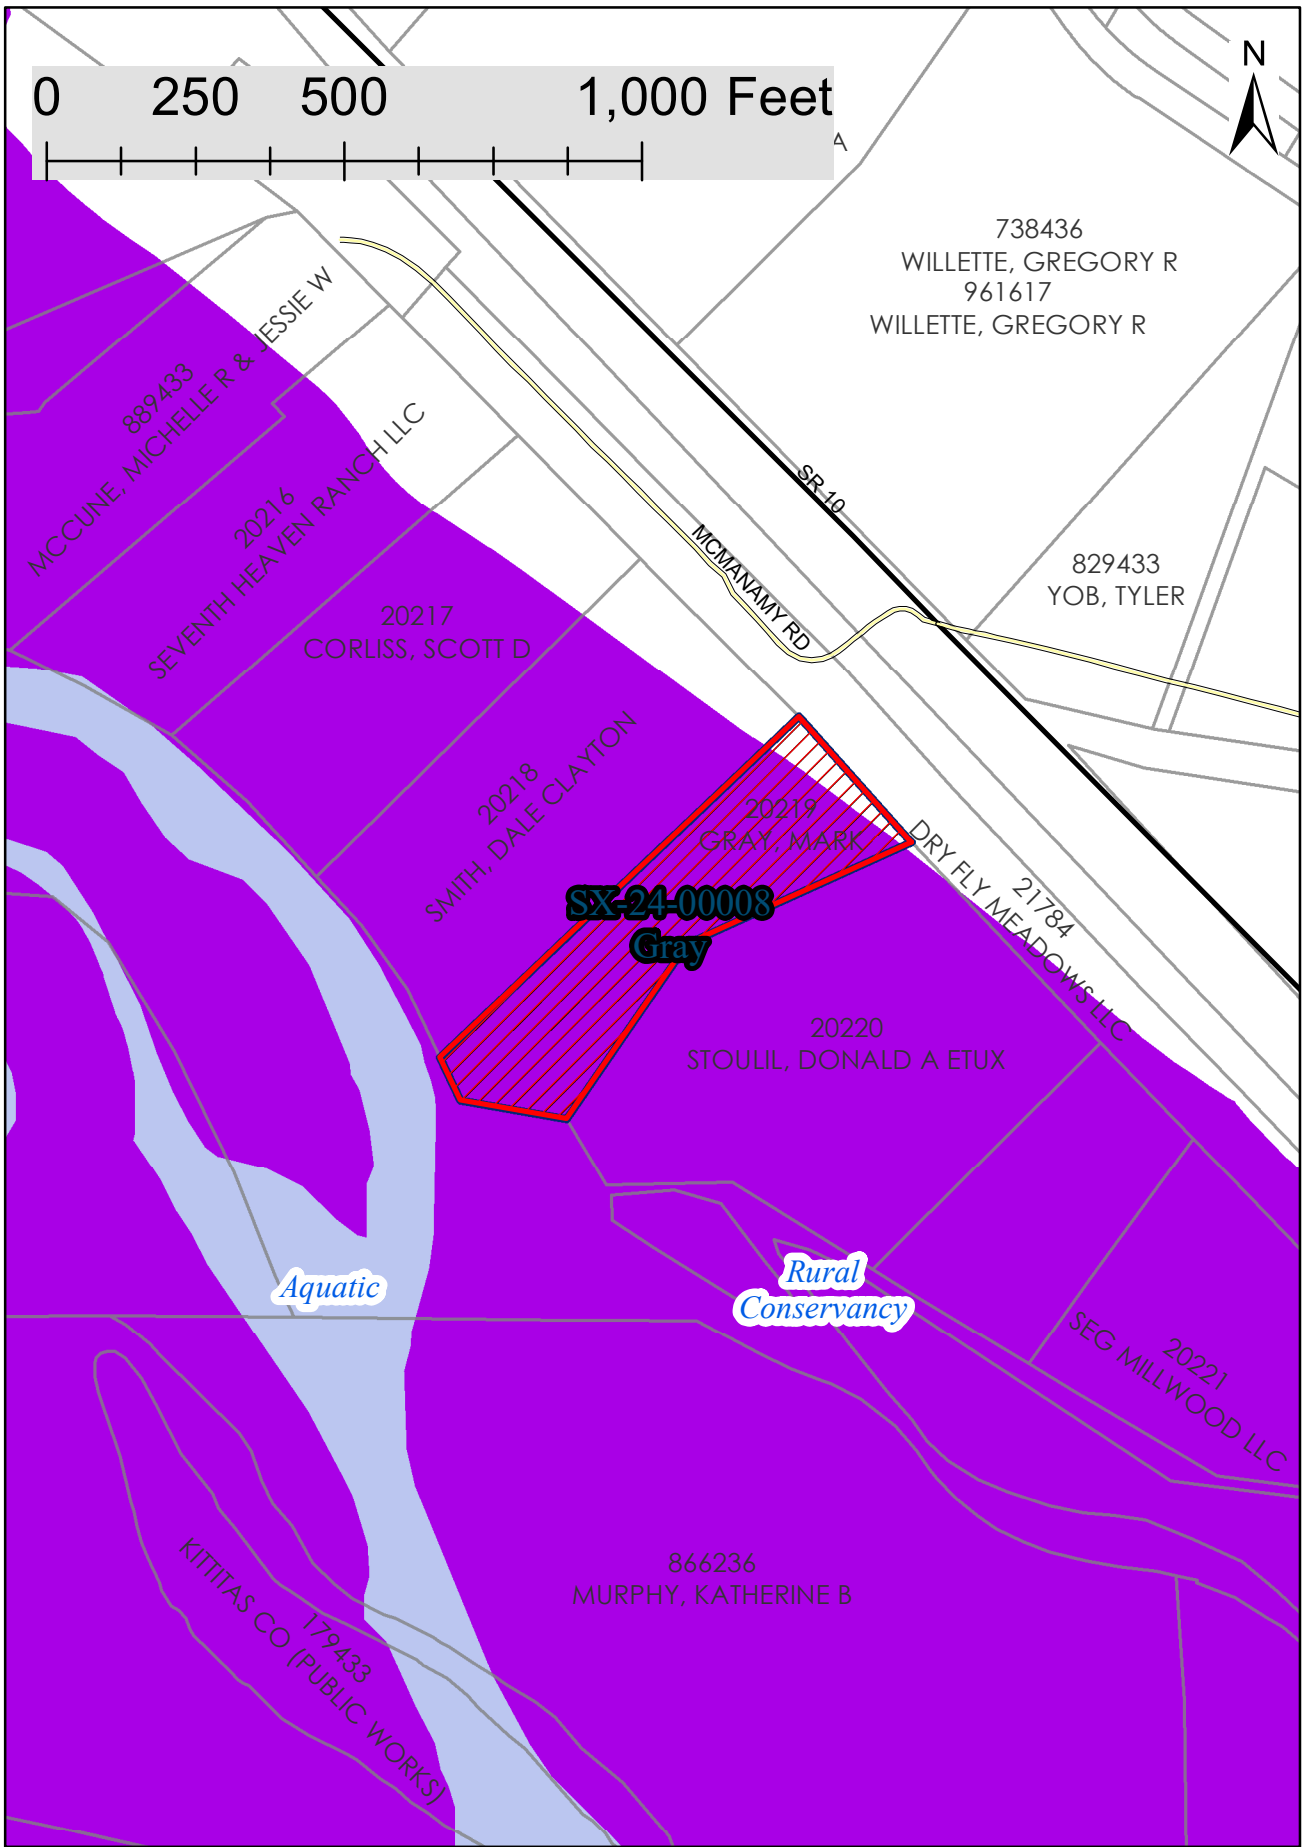 0 250 500 1,000 Feet
N
A
738436
WILLETTE, GREGORY R
961617
WILLETTE, GREGORY R
889433
MCCUNE, MICHELLE R & JESSIE W
20216
SEVENTH HEAVEN RANCH LLC
SR 10
MCMANAMY RD
829433
YOB, TYLER
20217
CORLISS, SCOTT D
20218
SMITH, DALE CLAYTON
20219
GRAY, MARK
SX-24-00008
Gray
21784
DRY FLY MEADOWS LLC
20220
STOULIL, DONALD A ETUX
Aquatic
Rural
Conservancy
20221
SEG MILLWOOD LLC
866236
MURPHY, KATHERINE B
179433
KITTITAS CO (PUBLIC WORKS)